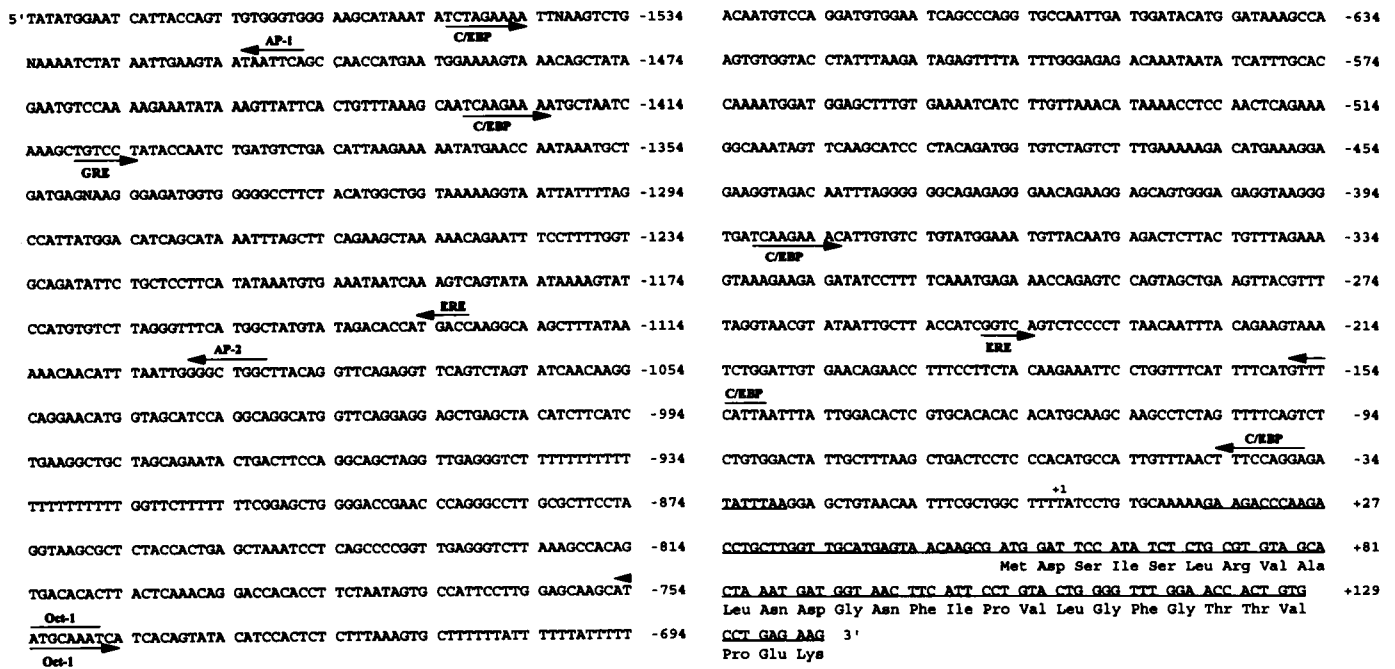 5'TATATGGAAT CATTACCAGT TGTGGGTGGG AAGCATAAAT ATCTAGAAAA TTNAAGTCTG -1534
C/EBP
AP-1
NAAAATCTAT AATTGAAGTA ATAATTCAGC CAACCATGAA TGGAAAAGTA AACAGCTATA -1474
GAATGTCCAA AAGAAATATA AAGTTATTCA CTGTTTAAAG CAATCAAGAA AATGCTAATC -1414
C/EBP
AAAGCTGTCC TATACCAATC TGATGTCTGA CATTAAGAAA AATATGAACC AATAAATGCT -1354
GRE
GATGAGNAAG GGAGATGGTG GGGGCCTTCT ACATGGCTGG TAAAAAGGTA AATTATTTTAG -1294
CCATTATGGA CATCAGCATA AATTTAGCTT CAGAAGCTAA AAACAGAATT TCCTTTTGGT -1234
GCAGATATTC TGCTCCTTCA TATAAATGTG AAATAATCAA AGTCAGTATA ATAAAAGTAT -1174
ERE
CCATGTGTCT TAGGGTTTCA TGGCTATGTA TAGACACCAT GACCAAGGCA AGCTTTATAA -1114
AP-2
AAACAACATT TAATTGGGGC TGGCTTACAG GTTCAGAGGT TCAGTCTAGT ATCAACAAGG -1054
CAGGAACATG GTAGCATCCA GGCAGGCATG GTTCAGGAGG AGCTGAGCTA CATCTTCATC -994
TGAAGGCTGC TAGCAGAATA CTGACTTCCA GGCAGCTAGG TTGAGGGTCT TTTTTTTTTT -934
TTTTTTTTTT GGTTCTTTTT TTCGGAGCTG GGGACCGAAC CCAGGGCCTT GCGCTTCCTA -874
GGTAAGCGCT CTACCACTGA GCTAAATCCT CAGCCCCGGT TGAGGGTCTT AAAGCCACAG -814
TGACACACTT ACTCAAACAG GACCACACCT TCTAATAGTG CCATTCCTTG GAGCAAGCAT -754
Oct-1
ATGCAAATCA TCACAGTATA CATCCACTCT CTTTAAAGTG CTTTTTTATT TTTTATTTTT -694
Oct-1
ACAATGTCCA GGATGTGGAA TCAGCCCAGG TGCCAATTGA TGGATACATG GATAAAGCCA -634
AGTGTGGTACC CTATTTAAG ATAGAGTTTTA TTTGGGAGAG ACAAATAATA TCATTTGCAC -574
CAAAATGGAT GGAGCTTTGT GAAAATCATC TTGTTAAACA TAAAACCTCC AACTCAGAAA -514
GGCAAATAGT TCAAGCATCC CTACAGATGG TGTCTAGTCT TTGAAAAAGA CATGAAAGGA -454
GAAGGTAGAC AATTTAGGGG GGCAGAGAGG GAACAGAAGG AGCAGTGGGA GAGGTAAGGG -394
TGATCAAGAA ACATTGTGTC TGTATGGAAA TGTTACAATG AGACTCTTAC TGTTTAGAAA -334
C/EBP
GTAAAGAAGA GATATCCTTT TCAAATGAGA AACCAGAGTC CAGTAGCTGA AGTTACGTTT -274
TAGGTAACGT ATAATTGCTT ACCATCGGTC AGTCTCCCCT TAACAATTTA CAGAAGTAAA -214
ERE
TCTGGATTGT GAACAGAACC TTTCCTTCTA CAAGAAATTC CCTGGTTTCAT TTTCATGTTT -154
C/EBP
CATTAATTTA TTGGACACTC GTGCACACAC ACATGCAAGC AAGCCTCTAG TTTTCAGTCT -94
C/EBP
CTGTGGACTA TTGCTTTAAG CTGACTCCTC CCACATGCCA TTGTTTAACT TTCCAGGAGA -34
+1
TATTTAAGGA GCTGTAACAA TTTCGCTGGC TTTTATCCTG TGCAAAAAGA AGACCCAAGA +27
CCTGCTTGGT TGCATGAGTA ACAAGCG ATG GAT TCC ATA TCT CTG CGT GTA GCA +81
Met Asp Ser Ile Ser Leu Arg Val Ala
CTA AAT GAT GGT AAC TTC ATT CCT GTA CTG GGG TTT GGA ACC ACT GTG +129
Leu Asn Asp Gly Asn Phe Ile Pro Val Leu Gly Phe Gly Thr Thr Val
CCT GAG AAG 3'
Pro Glu Lys